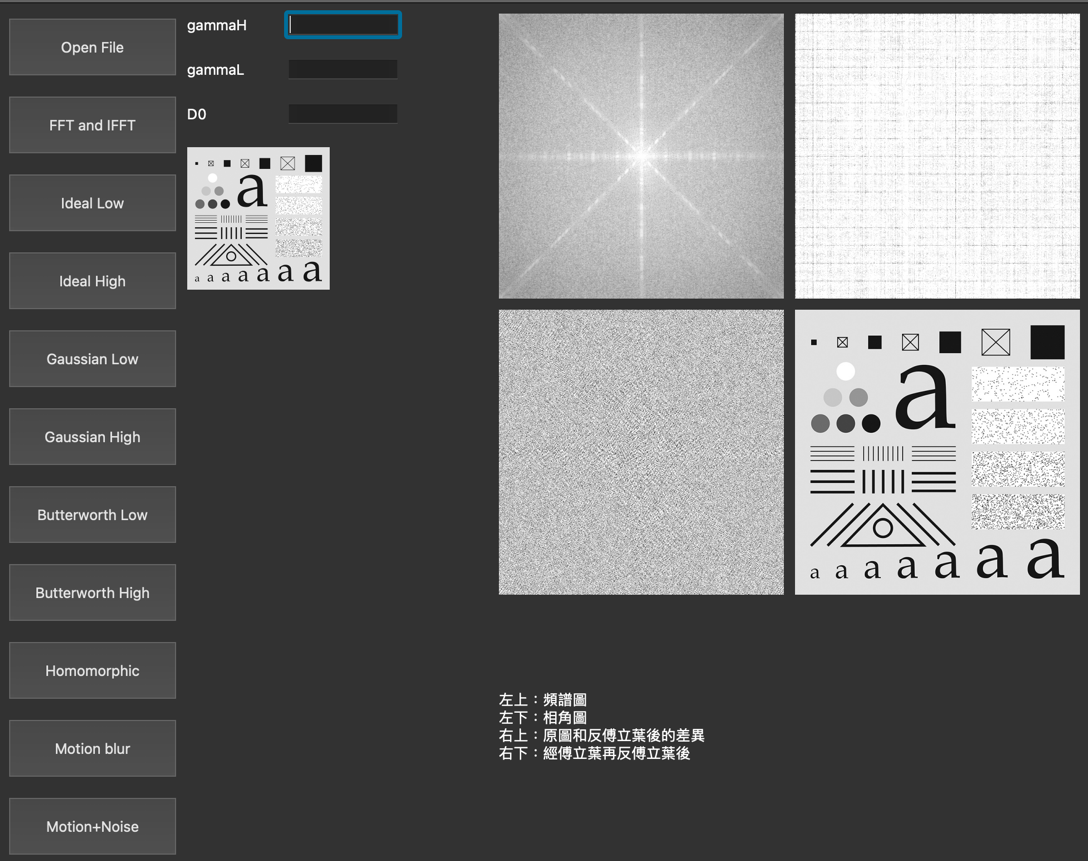 Open File
FFT and IFFT
Ideal Low
Ideal High
Gaussian Low
Gaussian High
Butterworth Low
Butterworth High
Homomorphic
Motion blur
Motion+Noise
gammaH
gammaL
D0
a
a a a a a a a
a
a a a a a a a
左上：頻譜圖
左下：相角圖
右上：原圖和反傅立葉後的差異
右下：經傅立葉再反傅立葉後